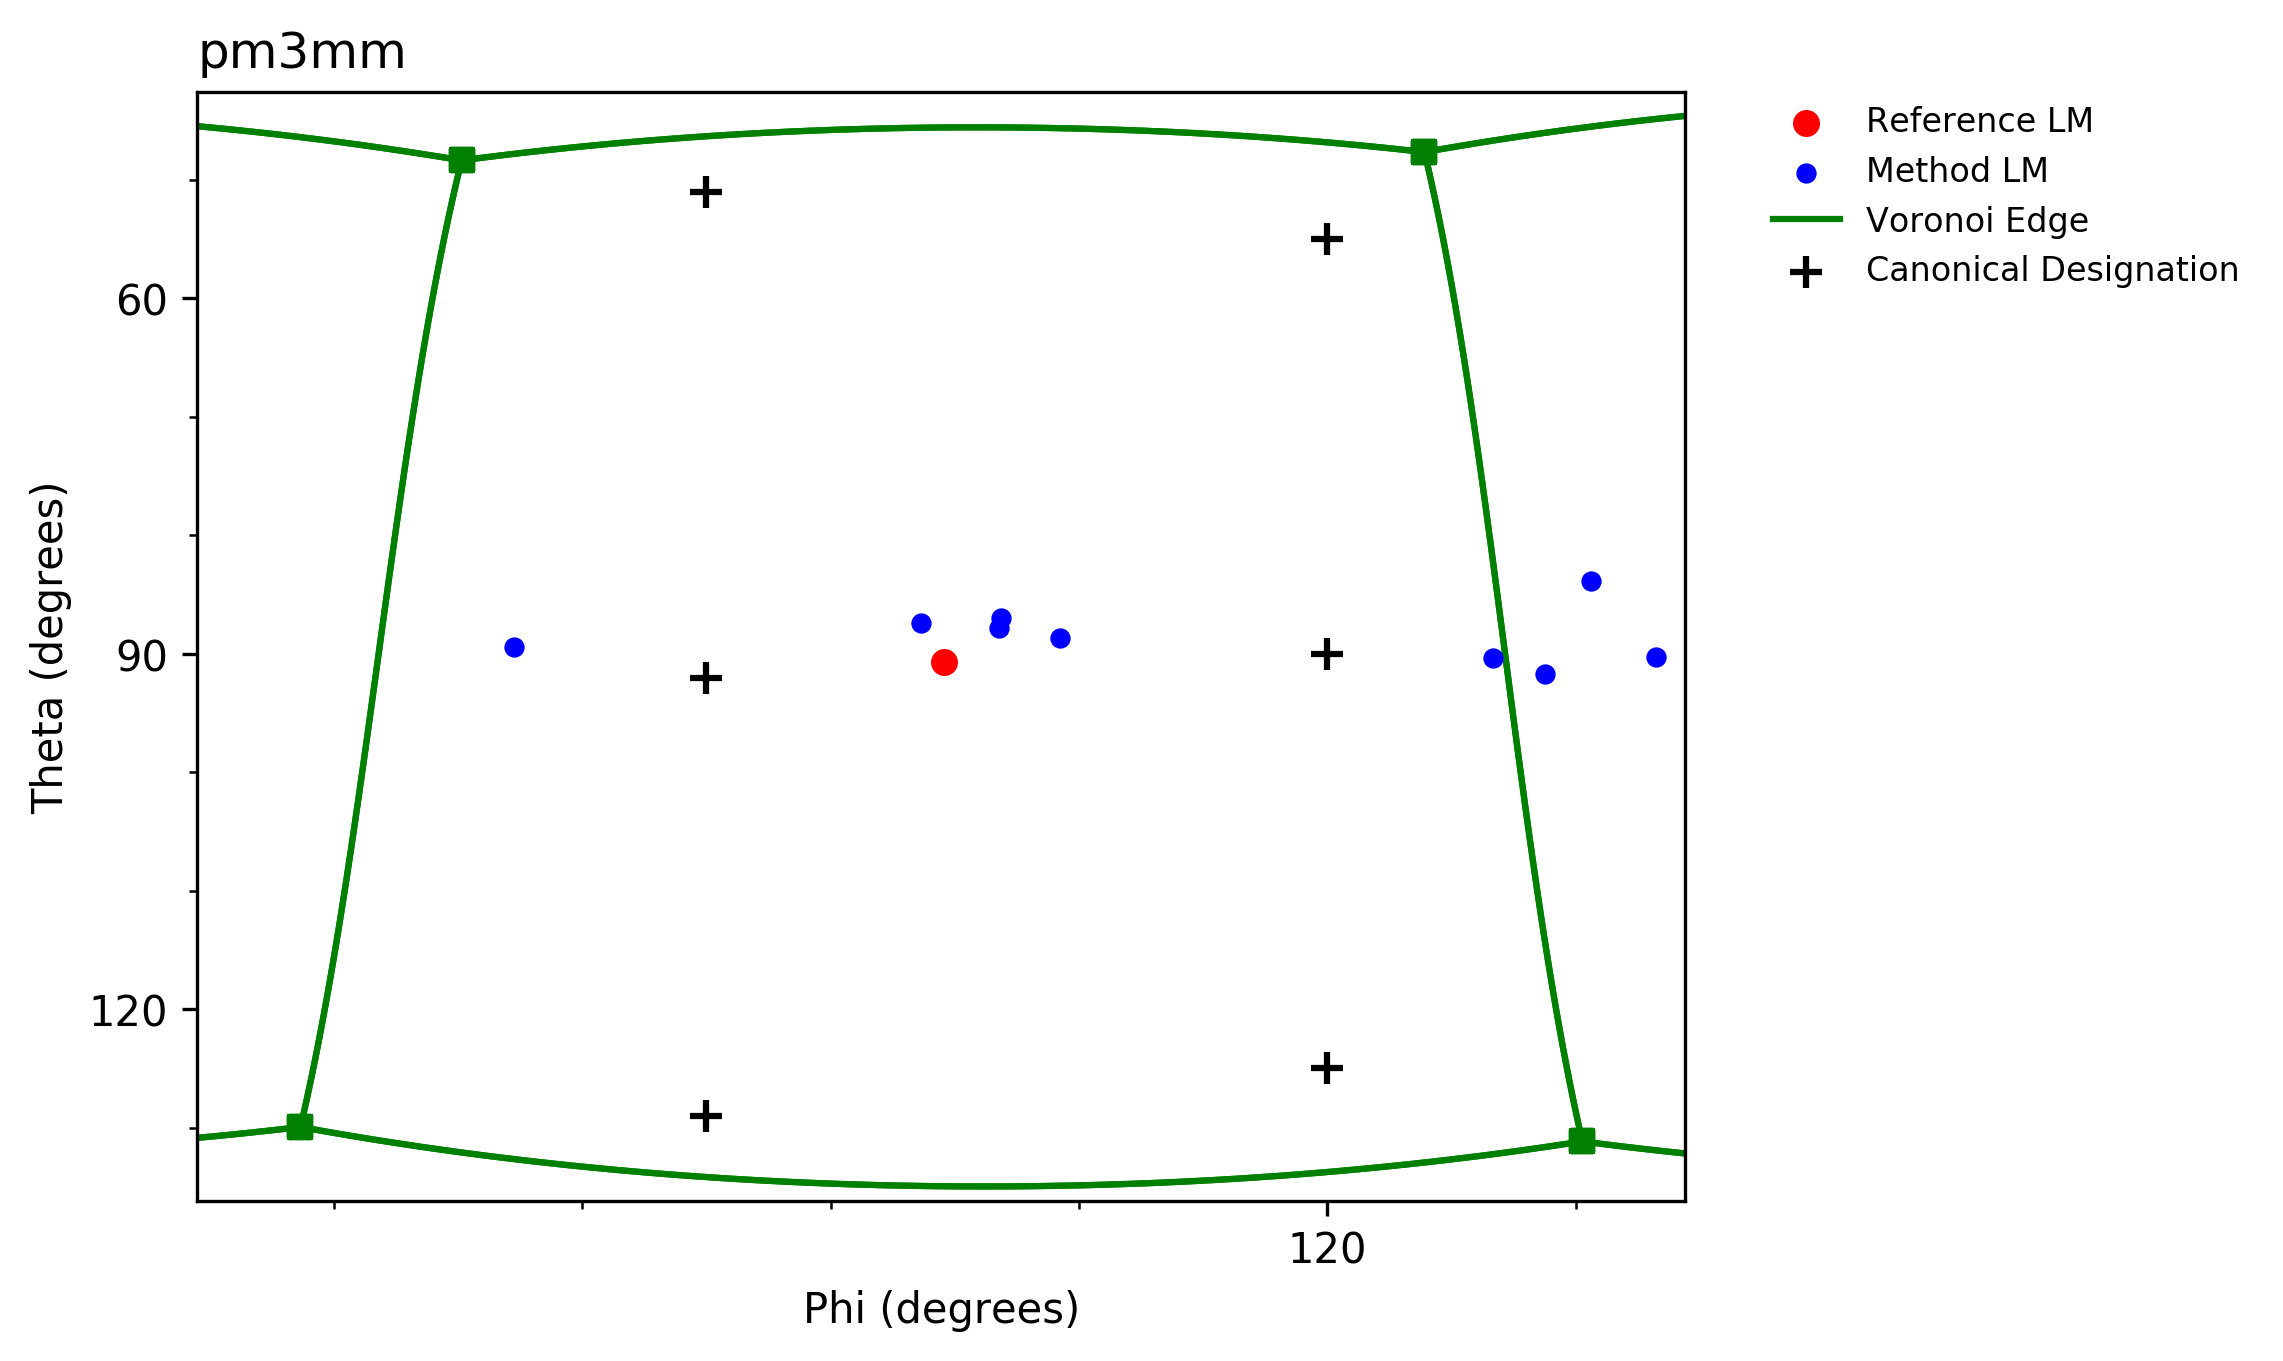 pm3mm
Reference LM
Method LM
Voronoi Edge
Canonical Designation
60
90
120
Theta (degrees)
120
Phi (degrees)